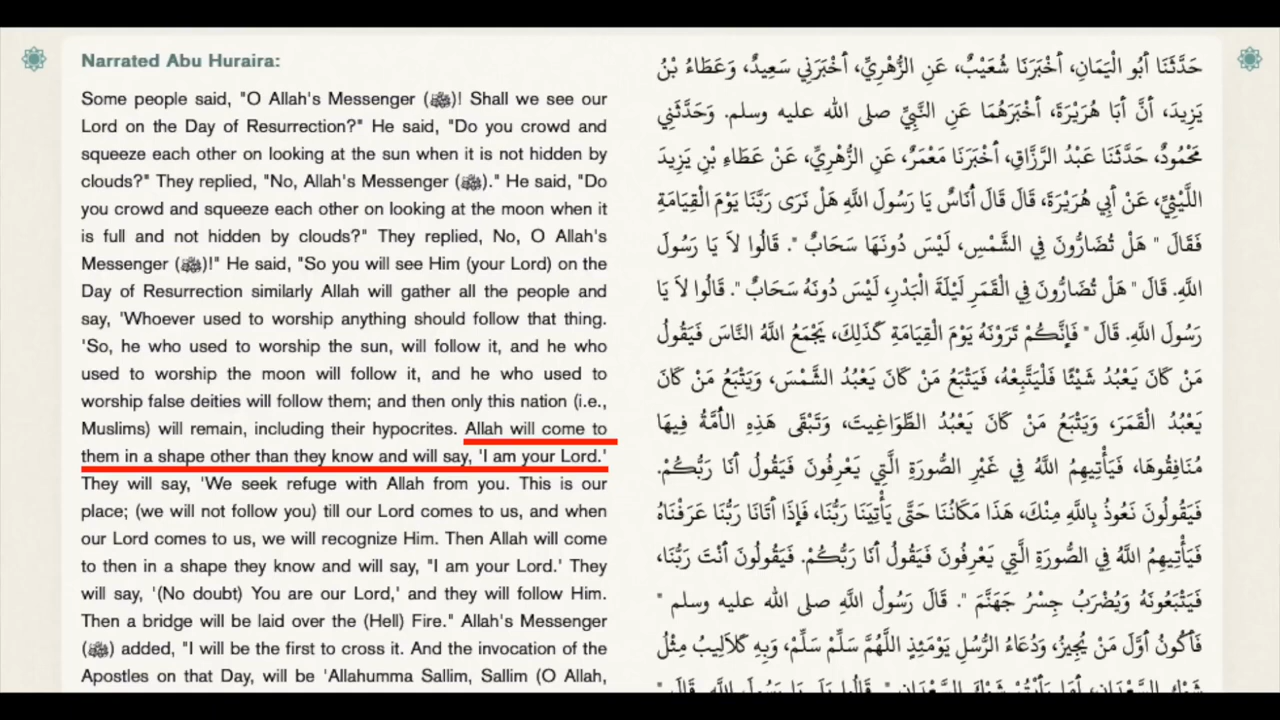 Narrated Abu Huraira:
Some people said, "O Allah's Messenger (ﷺ)! Shall we see our
Lord on the Day of Resurrection?" He said, "Do you crowd and
squeeze each other on looking at the sun when it is not hidden by
clouds?" They replied, "No, Allah's Messenger (ﷺ)." He said, "Do
you crowd and squeeze each other on looking at the moon when it
is full and not hidden by clouds?" They replied, No, O Allah's
Messenger (ﷺ)!" He said, "So you will see Him (your Lord) on the
Day of Resurrection similarly Allah will gather all the people and
say, 'Whoever used to worship anything should follow that thing.
'So, he who used to worship the sun, will follow it, and he who
used to worship the moon will follow it, and he who used to
worship false deities will follow them; and then only this nation (i.e.,
Muslims) will remain, including their hypocrites. Allah will come to
them in a shape other than they know and will say, 'I am your Lord.'
They will say, 'We seek refuge with Allah from you. This is our
place; (we will not follow you) till our Lord comes to us, and when
our Lord comes to us, we will recognize Him. Then Allah will come
to then in a shape they know and will say, "I am your Lord.' They
will say, '(No doubt) You are our Lord,' and they will follow Him.
Then a bridge will be laid over the (Hell) Fire." Allah's Messenger
(ﷺ) added, "I will be the first to cross it. And the invocation of the
Apostles on that Day, will be 'Allahumma Sallim, Sallim (O Allah,
حَدَّثَنَا أَبُو الْيَمَانِ، أَخْبَرَنَا شُعَيْبٌ، عَنِ الزُّهْرِيِّ، أَخْبَرَنِي سَعِيدٌ، وَعَطَاءُ بْنُ
يَزِيدَ، أَنَّ أَبَا هُرَيْرَةَ، أَخْبَرَهُمَا عَنِ النَّبِيِّ صلى الله عليه وسلم. وَحَدَّثَنِي
مَحْمُودٌ، حَدَّثَنَا عَبْدُ الرَّزَّاقِ، أَخْبَرَنَا مَعْمَرٌ، عَنِ الزُّهْرِيِّ، عَنْ عَطَاءِ بْنِ يَزِيدَ
اللَّيْثِيِّ، عَنْ أَبِي هُرَيْرَةَ، قَالَ قَالَ أُنَاسٌ يَا رَسُولَ اللَّهِ هَلْ نَرَى رَبَّنَا يَوْمَ الْقِيَامَةِ
فَقَالَ " هَلْ تُضَارُّونَ فِي الشَّمْسِ، لَيْسَ دُونَهَا سَحَابٌ ". قَالُوا لاَ يَا رَسُولَ
اللَّهِ. قَالَ " هَلْ تُضَارُّونَ فِي الْقَمَرِ لَيْلَةَ الْبَدْرِ، لَيْسَ دُونَهُ سَحَابٌ ". قَالُوا لاَ يَا
رَسُولَ اللَّهِ. قَالَ " فَإِنَّكُمْ تَرَوْنَهُ يَوْمَ الْقِيَامَةِ كَذَلِكَ، يَجْمَعُ اللَّهُ النَّاسَ فَيَقُولُ
مَنْ كَانَ يَعْبُدُ شَيْئًا فَلْيَتَّبِعْهُ، فَيَتْبَعُ مَنْ كَانَ يَعْبُدُ الشَّمْسَ، وَيَتْبَعُ مَنْ كَانَ
يَعْبُدُ الْقَمَرَ، وَيَتْبَعُ مَنْ كَانَ يَعْبُدُ الطَّوَاغِيتَ، وَتَبْقَى هَذِهِ الأُمَّةُ فِيهَا
مُنَافِقُوهَا، فَيَأْتِيهِمُ اللَّهُ فِي غَيْرِ الصُّورَةِ الَّتِي يَعْرِفُونَ فَيَقُولُ أَنَا رَبُّكُمْ.
فَيَقُولُونَ نَعُوذُ بِاللَّهِ مِنْكَ، هَذَا مَكَانُنَا حَتَّى يَأْتِيَنَا رَبُّنَا، فَإِذَا أَتَانَا رَبُّنَا عَرَفْنَاهُ
فَيَأْتِيهِمُ اللَّهُ فِي الصُّورَةِ الَّتِي يَعْرِفُونَ فَيَقُولُ أَنَا رَبُّكُمْ. فَيَقُولُونَ أَنْتَ رَبُّنَا،
فَيَتْبَعُونَهُ وَيُضْرَبُ جِسْرُ جَهَنَّمَ ". قَالَ رَسُولُ اللَّهِ صلى الله عليه وسلم "
فَأَكُونُ أَوَّلَ مَنْ يُجِيزُ، وَدُعَاءُ الرُّسُلِ يَوْمَئِذٍ اللَّهُمَّ سَلِّمْ سَلِّمْ، وَبِهِ كَلاَلِيبُ مِثْلُ
شَوْكِ السَّعْدَانِ، أَمَا رَأَيْتُمْ شَوْكَ السَّعْدَانِ ". قَالُوا بَلَى يَا رَسُولَ اللَّهِ. قَالَ "